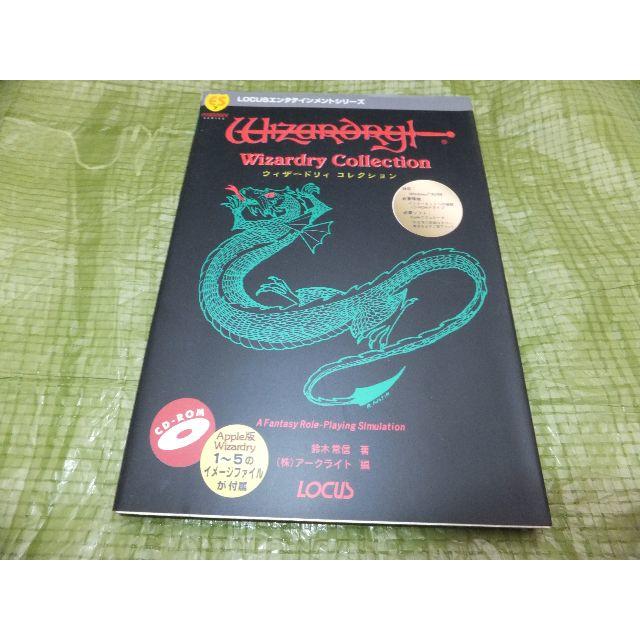 ES
LOCUSエンタテインメントシリーズ
Wizardry
Wizardry Collection
ウィザードリィ コレクション
CD-ROM
Apple版
Wizardry
1〜5の
イメージファイル
が付属
A Fantasy Role-Playing Simulation
鈴木常信 著
(株)アークライト 編
LOCUS